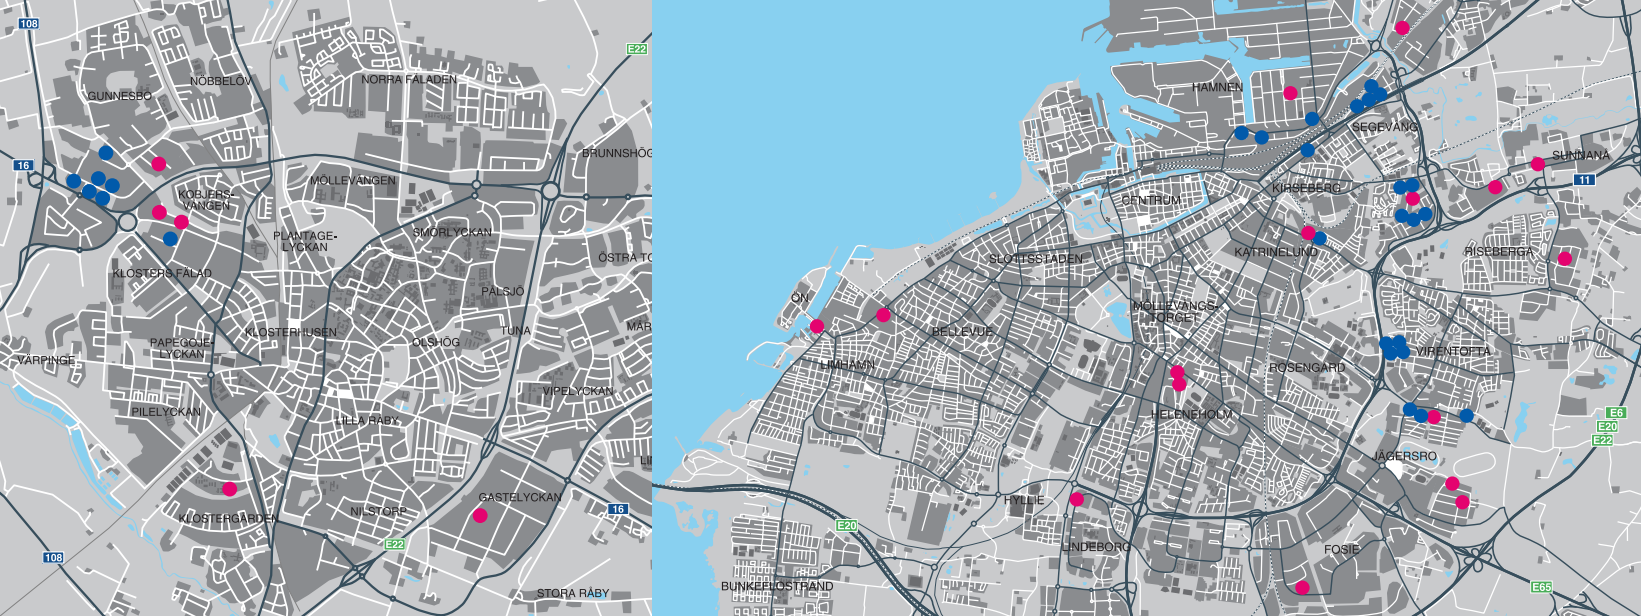 108
NÖBBELÖV
GUNNESBO
NORRA FÄLADEN
E22
16
BRUNNSHÖG
MÖLLEVÅNGEN
KOBJERS-
VÅNGEN
PLANTAGE-
LYCKAN
SMÖRLYCKAN
ÖSTRA TO
KLOSTERS FÄLAD
PÅLSJÖ
KLOSTERHUSEN
TUNA
MÅR
PAPEGOJE-
LYCKAN
OLSHÖG
VÄRPINGE
VIPELYCKAN
PILELYCKAN
LILLA RÅBY
GASTELYCKAN
KLOSTERGÅRDEN
NILSTORP
16
E22
108
STORA RÅBY
HAMNEN
SEGEVÅNG
SUNNANÅ
11
KIRSEBERG
CENTRUM
KATRINELUND
RISEBERGA
SLOTTSSTADEN
ÖN
MÖLLEVÅNGS-
TORGET
BELLEVUE
LIMHAMN
VIRENTOFTA
ROSENGÅRD
HELENEHOLM
E6
E20
E22
JÄGERSRO
HYLLIE
E20
LINDEBORG
FOSIE
BUNKEFLOSTRAND
E65